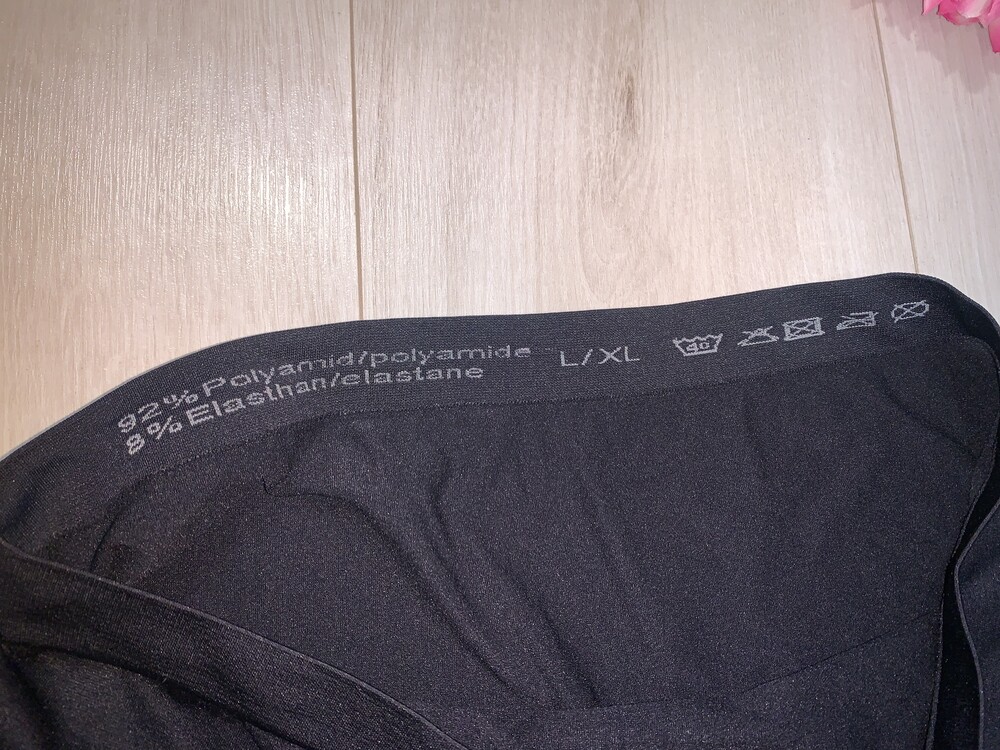 92% Polyamid/polyamide
8% Elasthan/elastane
L/XL
40